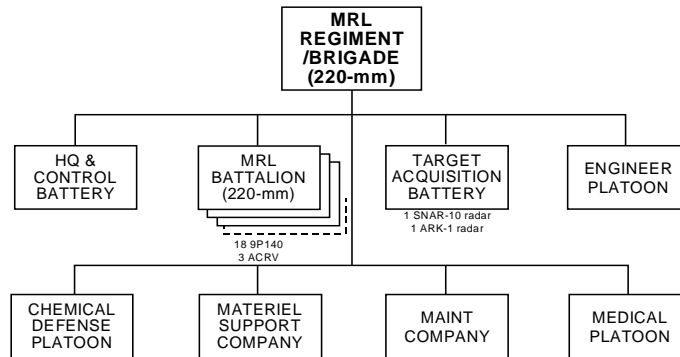 MRL
REGIMENT
/BRIGADE
(220-mm)
HQ &
CONTROL
BATTERY
MRL
BATTALION
(220-mm)
18 9P140
3 ACRV
TARGET
ACQUISITION
BATTERY
1 SNAR-10 radar
1 ARK-1 radar
ENGINEER
PLATOON
CHEMICAL
DEFENSE
PLATOON
MATERIEL
SUPPORT
COMPANY
MAINT
COMPANY
MEDICAL
PLATOON